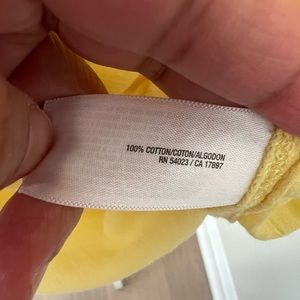 100% COTTON/COTON/ALGODON
RN 54023 / CA 17897